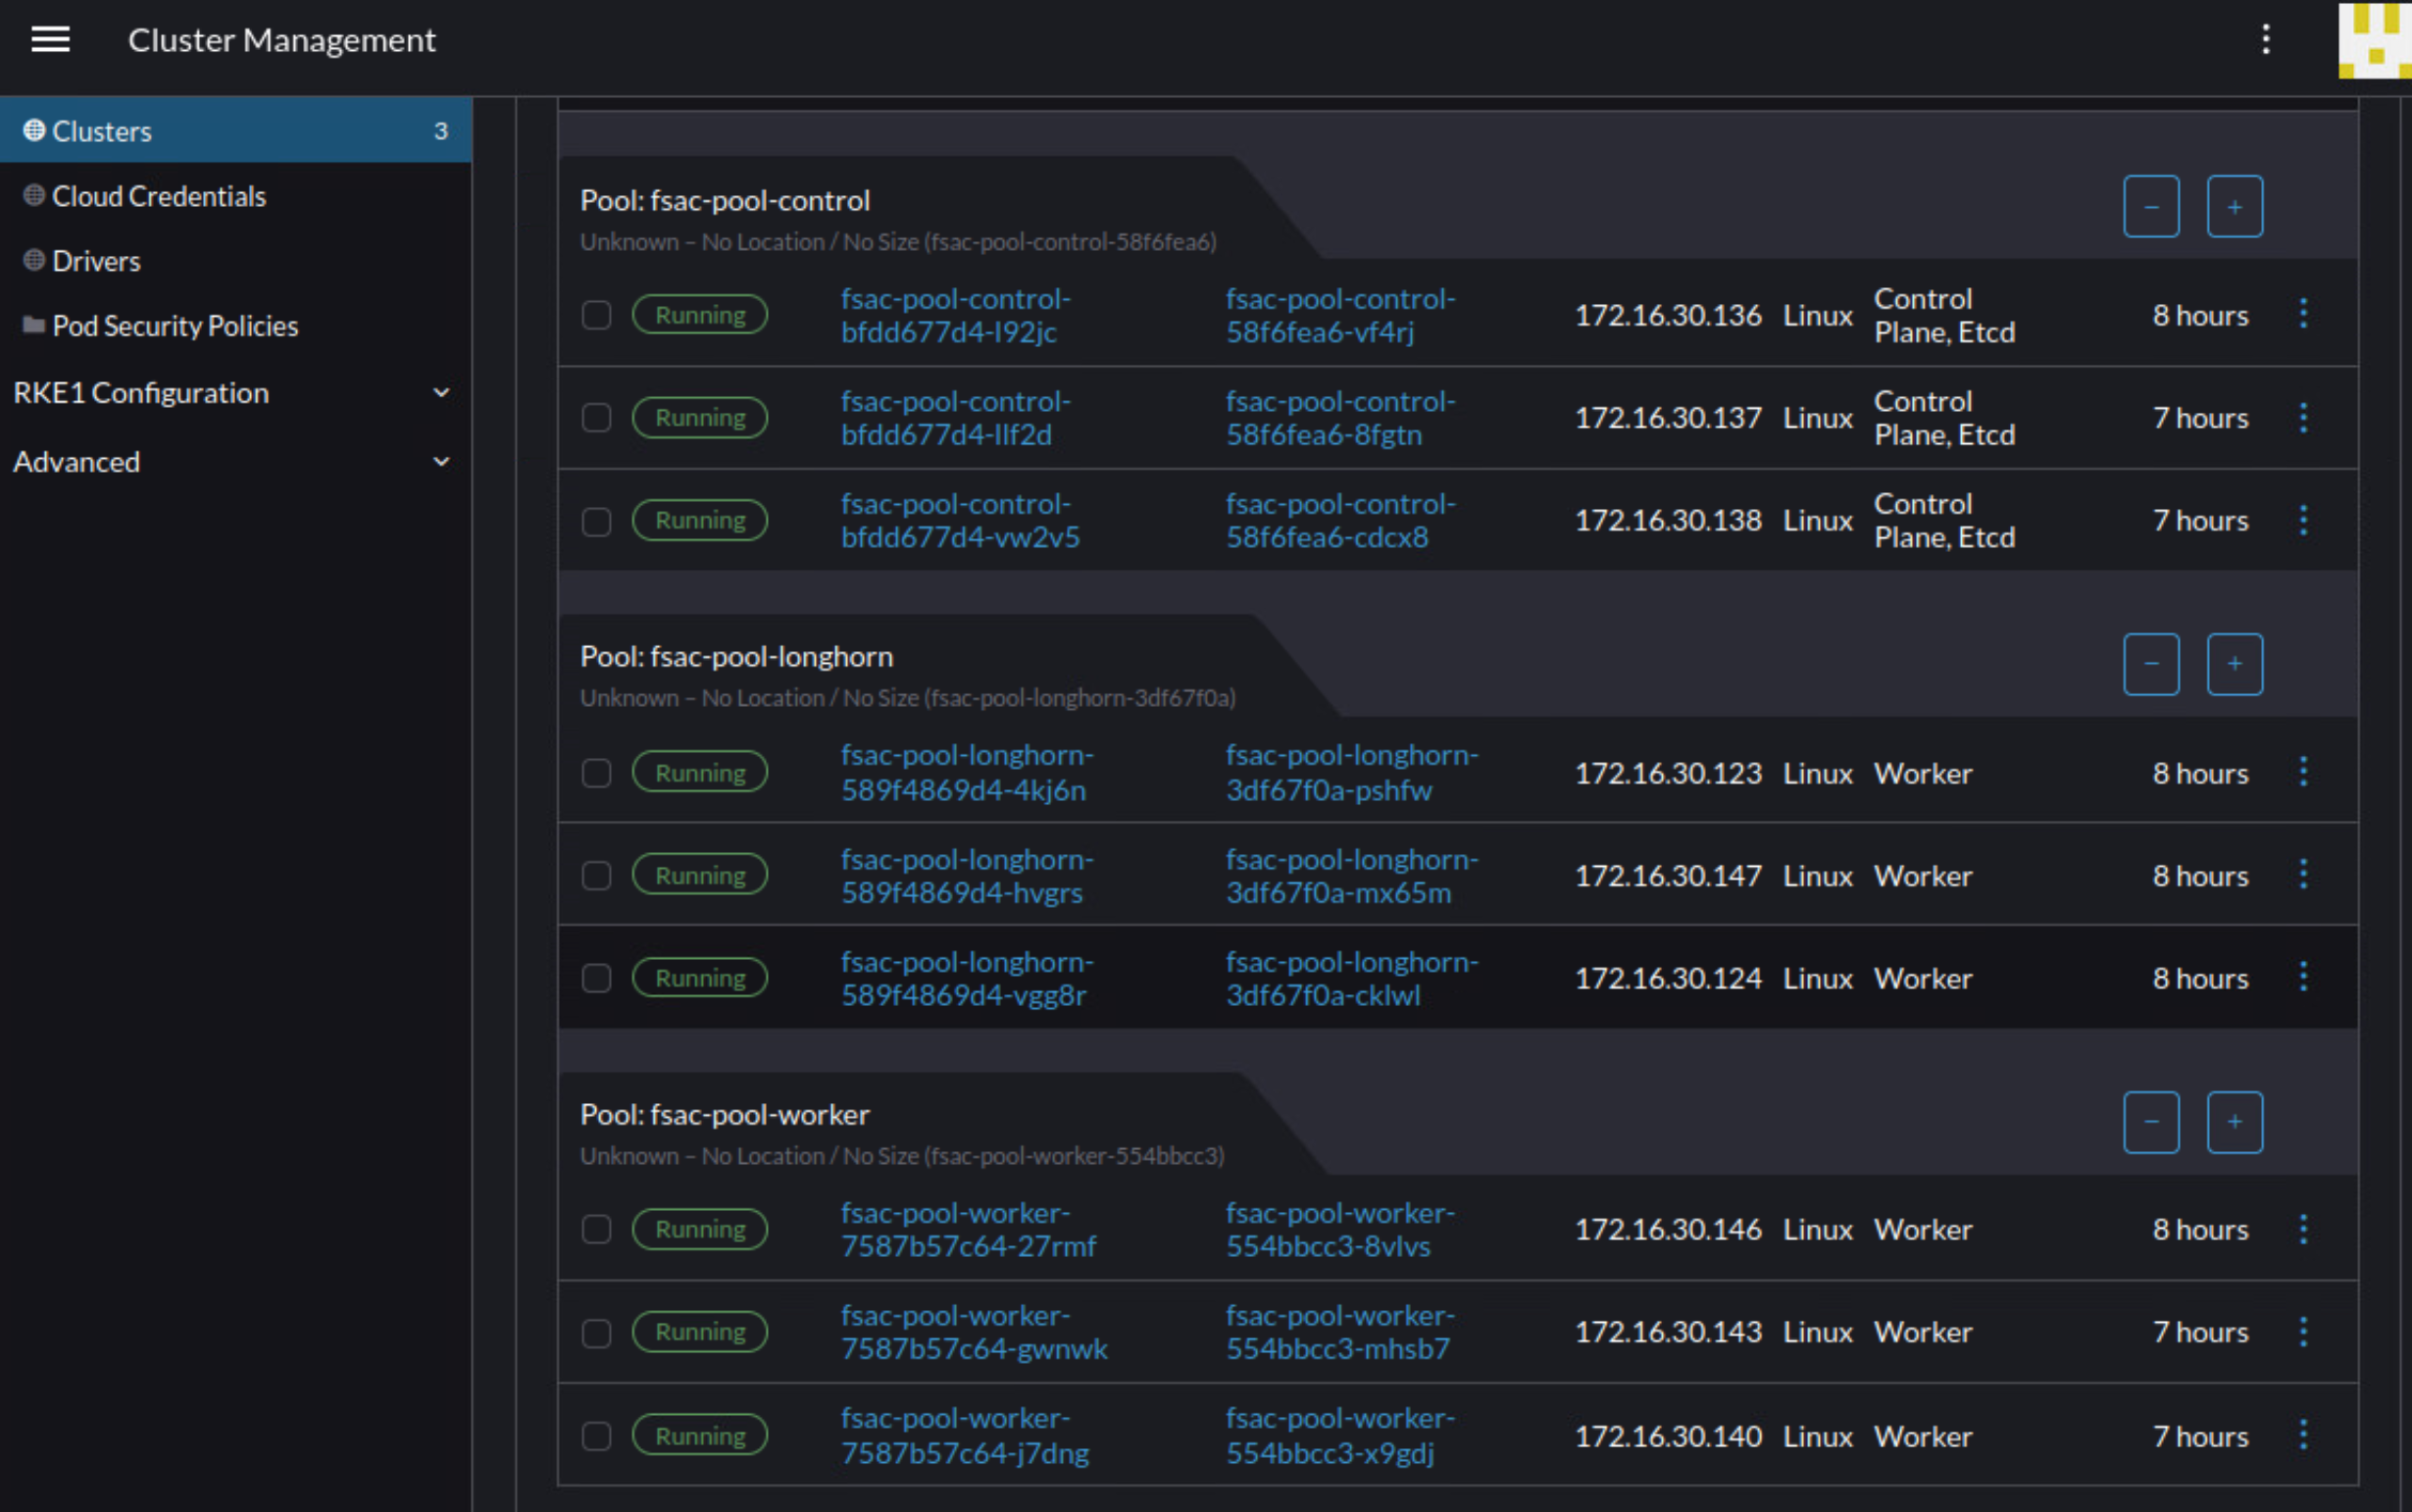 Cluster Management
Clusters 3
Cloud Credentials
Drivers
Pod Security Policies
RKE1 Configuration
Advanced
Pool: fsac-pool-control
Unknown – No Location / No Size (fsac-pool-control-58f6fea6)
Running fsac-pool-control- fsac-pool-control- 172.16.30.136 Linux Control 8 hours
bfdd677d4-l92jc 58f6fea6-vf4rj Plane, Etcd
Running fsac-pool-control- fsac-pool-control- 172.16.30.137 Linux Control 7 hours
bfdd677d4-llf2d 58f6fea6-8fgtn Plane, Etcd
Running fsac-pool-control- fsac-pool-control- 172.16.30.138 Linux Control 7 hours
bfdd677d4-vw2v5 58f6fea6-cdcx8 Plane, Etcd
Pool: fsac-pool-longhorn
Unknown – No Location / No Size (fsac-pool-longhorn-3df67f0a)
Running fsac-pool-longhorn- fsac-pool-longhorn- 172.16.30.123 Linux Worker 8 hours
589f4869d4-4kj6n 3df67f0a-pshfw
Running fsac-pool-longhorn- fsac-pool-longhorn- 172.16.30.147 Linux Worker 8 hours
589f4869d4-hvgrs 3df67f0a-mx65m
Running fsac-pool-longhorn- fsac-pool-longhorn- 172.16.30.124 Linux Worker 8 hours
589f4869d4-vgg8r 3df67f0a-cklwl
Pool: fsac-pool-worker
Unknown – No Location / No Size (fsac-pool-worker-554bbcc3)
Running fsac-pool-worker- fsac-pool-worker- 172.16.30.146 Linux Worker 8 hours
7587b57c64-27rmf 554bbcc3-8vlvs
Running fsac-pool-worker- fsac-pool-worker- 172.16.30.143 Linux Worker 7 hours
7587b57c64-gwnwk 554bbcc3-mhsb7
Running fsac-pool-worker- fsac-pool-worker- 172.16.30.140 Linux Worker 7 hours
7587b57c64-j7dng 554bbcc3-x9gdj